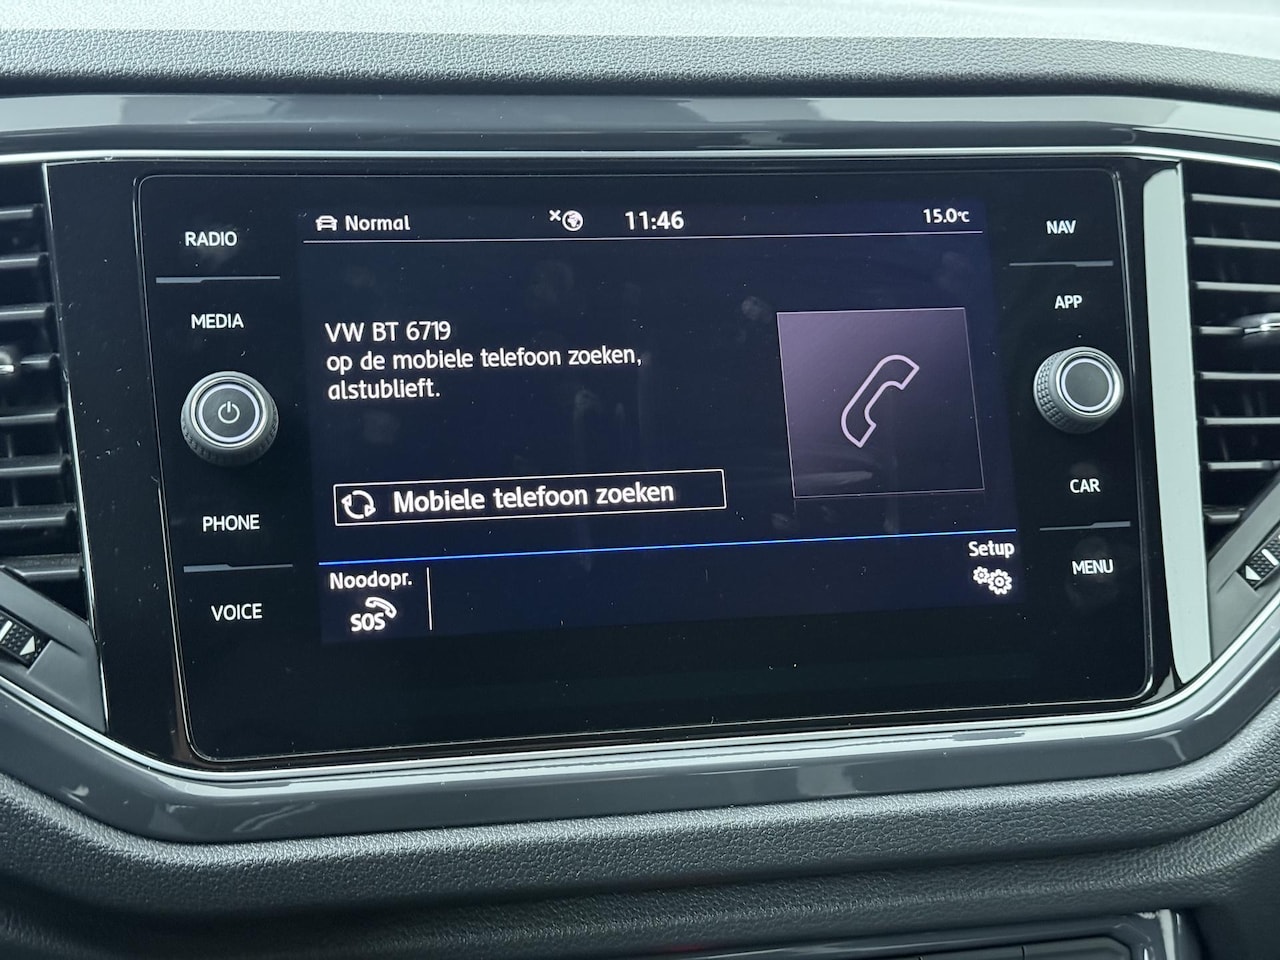 Normal 11:46 15.0°C
RADIO
MEDIA
PHONE
VOICE
VW BT 6719
op de mobiele telefoon zoeken,
alstublieft.
Mobiele telefoon zoeken
Noodopr.
SOS
Setup
NAV
APP
CAR
MENU